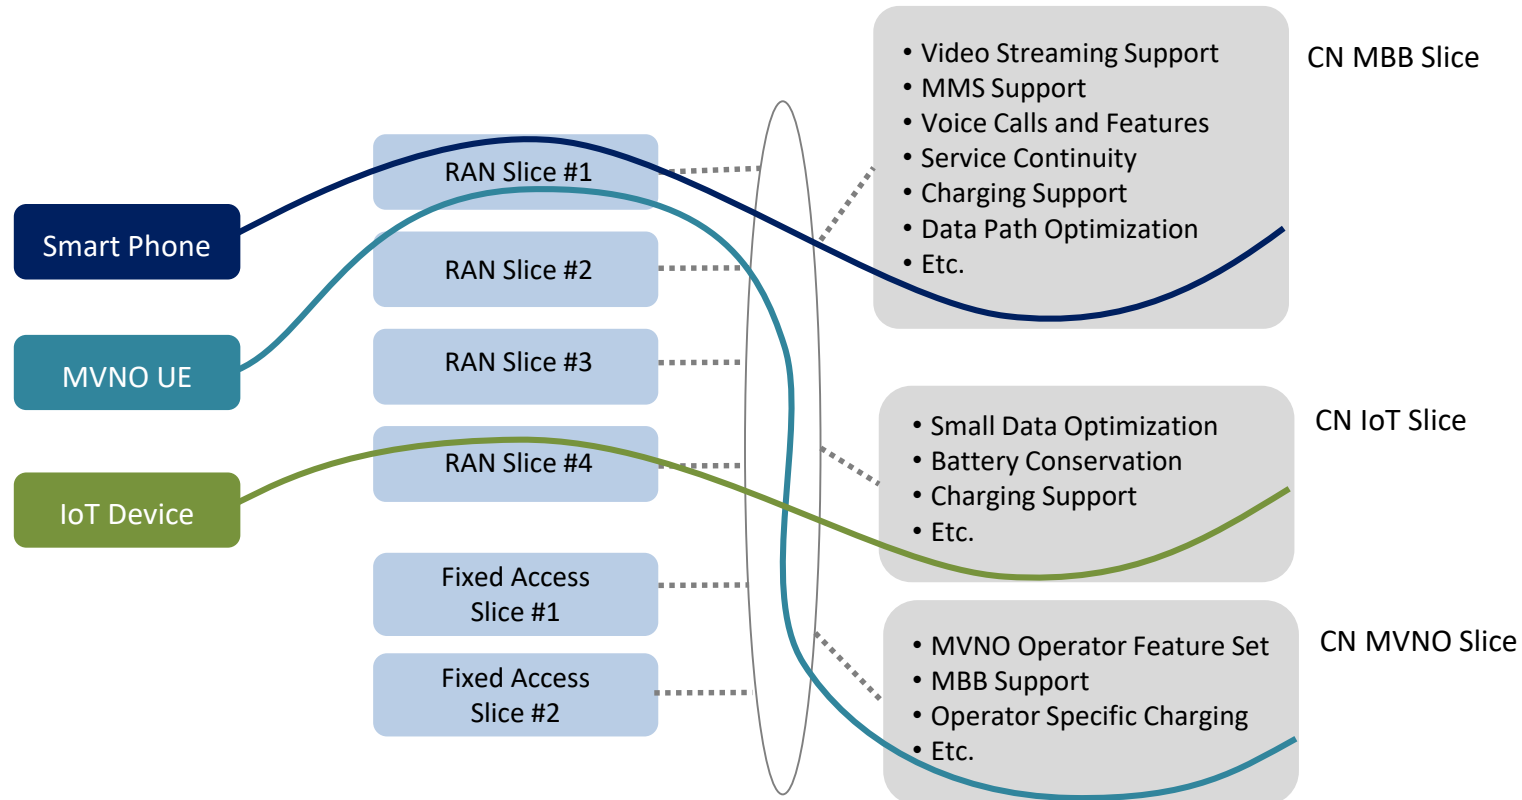 Smart Phone
MVNO UE
IoT Device
RAN Slice #1
RAN Slice #2
RAN Slice #3
RAN Slice #4
Fixed Access
Slice #1
Fixed Access
Slice #2
• Video Streaming Support
• MMS Support
• Voice Calls and Features
• Service Continuity
• Charging Support
• Data Path Optimization
• Etc.
CN MBB Slice
• Small Data Optimization
• Battery Conservation
• Charging Support
• Etc.
CN IoT Slice
• MVNO Operator Feature Set
• MBB Support
• Operator Specific Charging
• Etc.
CN MVNO Slice